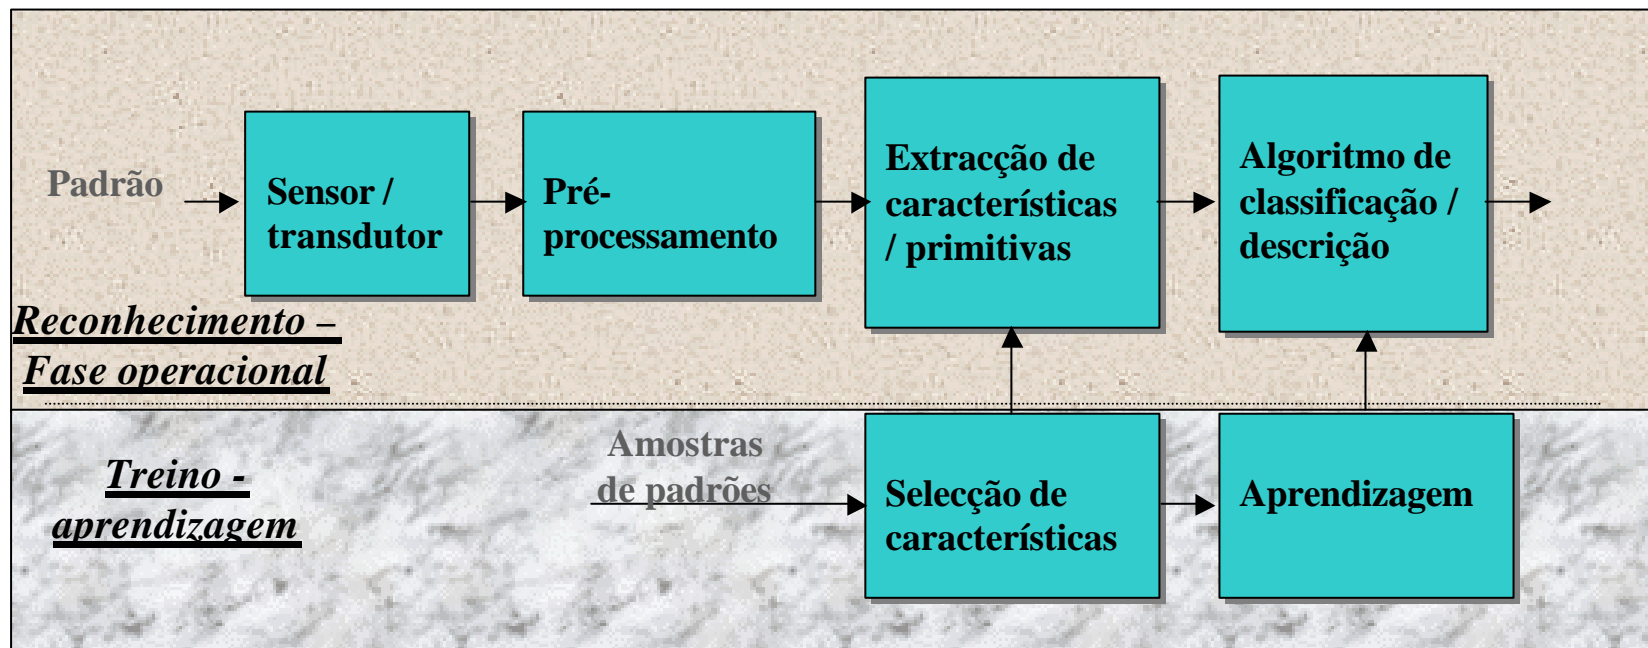 Padrão
Sensor /
transdutor
Pré-
processamento
Extracção de
características
/ primitivas
Algoritmo de
classificação /
descrição
Reconhecimento –
Fase operacional
Treino -
aprendizagem
Amostras
de padrões
Selecção de
características
Aprendizagem